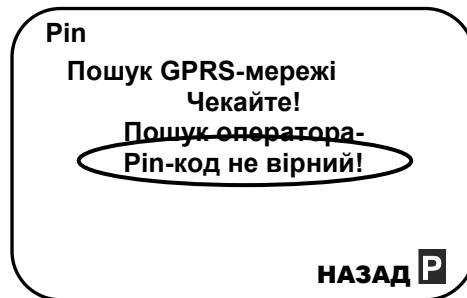 Pin
Пошук GPRS-мережі
Чекайте!
Пошук оператора-
Pin-код не вірний!
НАЗАД P